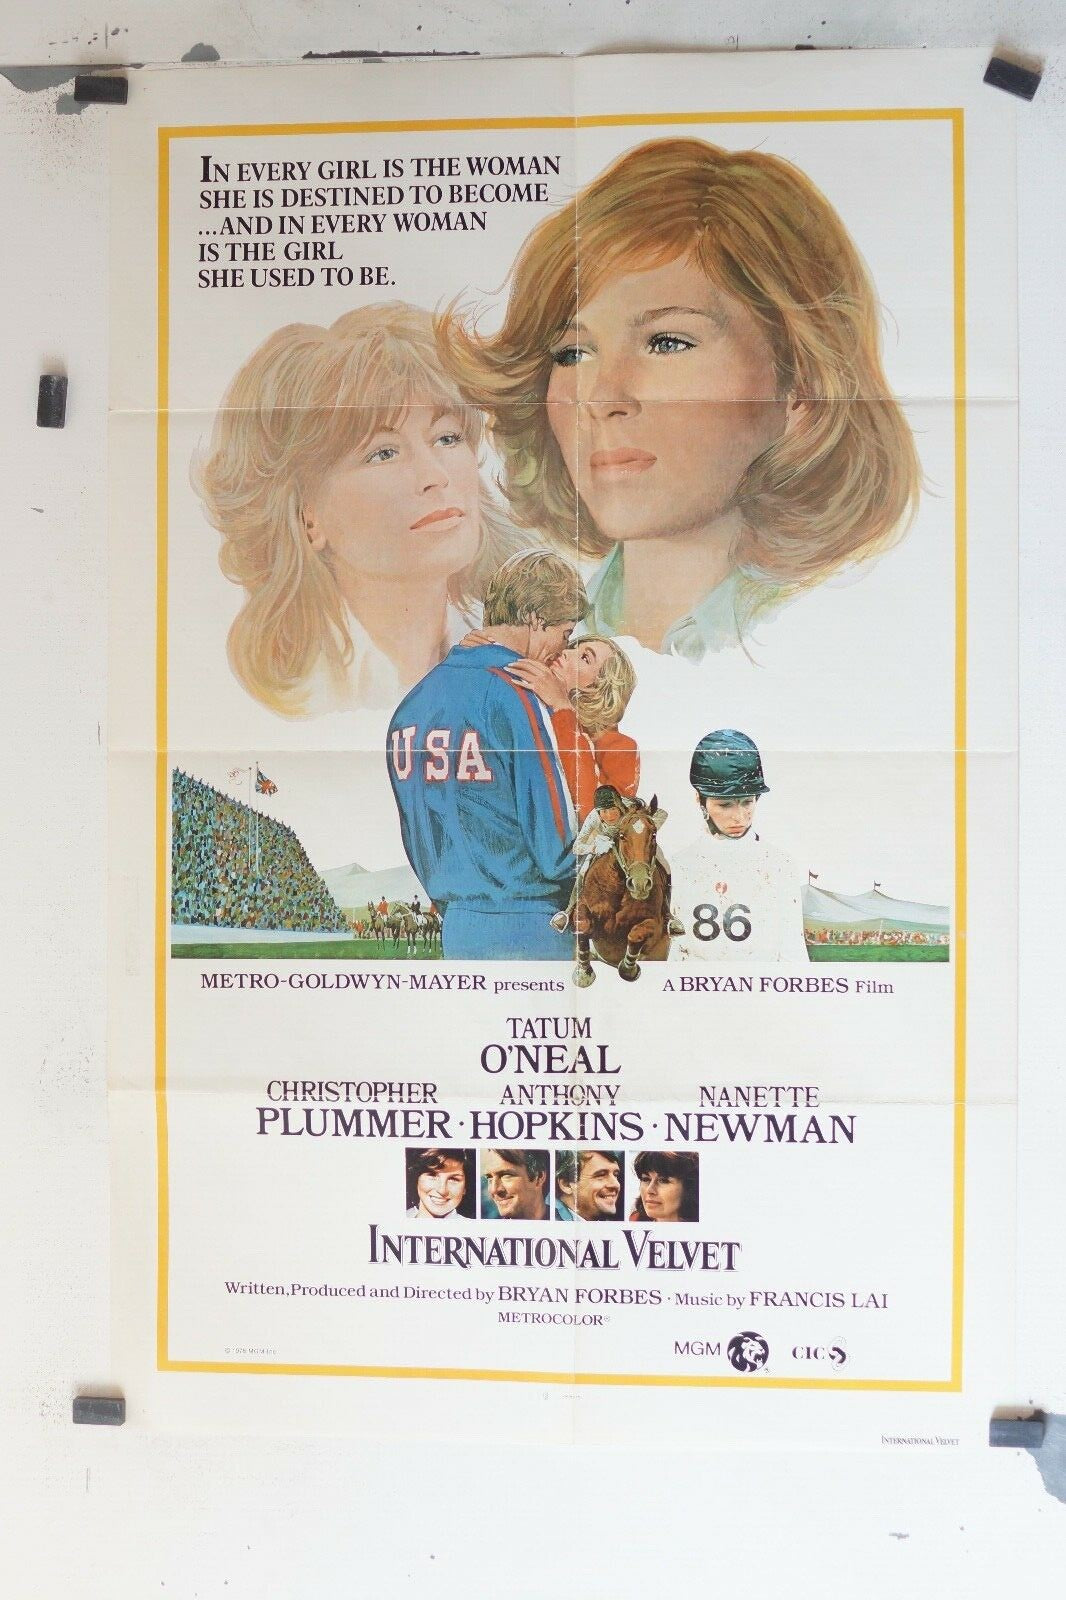 IN EVERY GIRL IS THE WOMAN
SHE IS DESTINED TO BECOME
...AND IN EVERY WOMAN
IS THE GIRL
SHE USED TO BE.
USA
86
METRO-GOLDWYN-MAYER presents
A BRYAN FORBES Film
TATUM
O'NEAL
CHRISTOPHER ANTHONY NANETTE
PLUMMER · HOPKINS · NEWMAN
INTERNATIONAL VELVET
Written, Produced and Directed by BRYAN FORBES · Music by FRANCIS LAI
METROCOLOR®
MGM CIC
© 1978 MGM Inc.
INTERNATIONAL VELVET